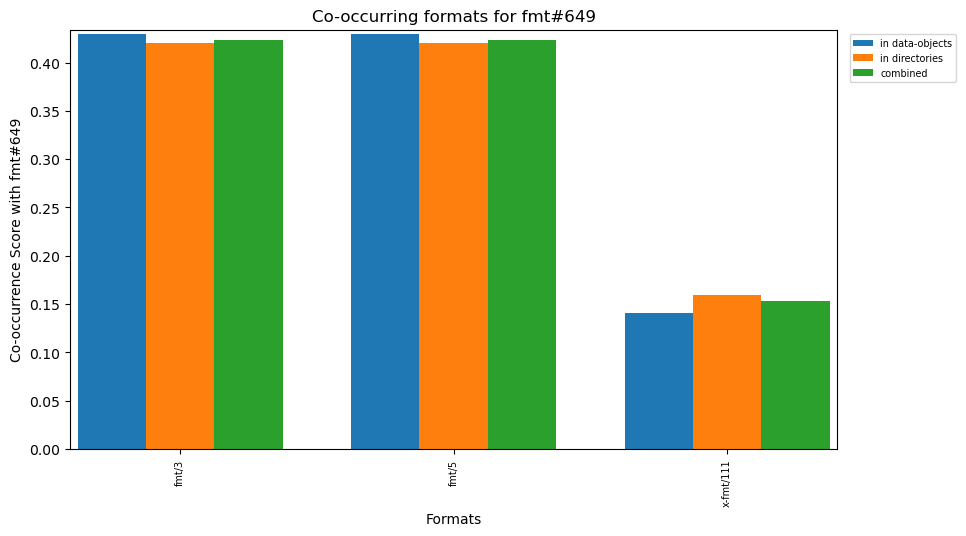 Co-occurring formats for fmt#649
in data-objects
in directories
combined
Co-occurrence Score with fmt#649
0.40
0.35
0.30
0.25
0.20
0.15
0.10
0.05
0.00
fmt/3
fmt/5
x-fmt/111
Formats